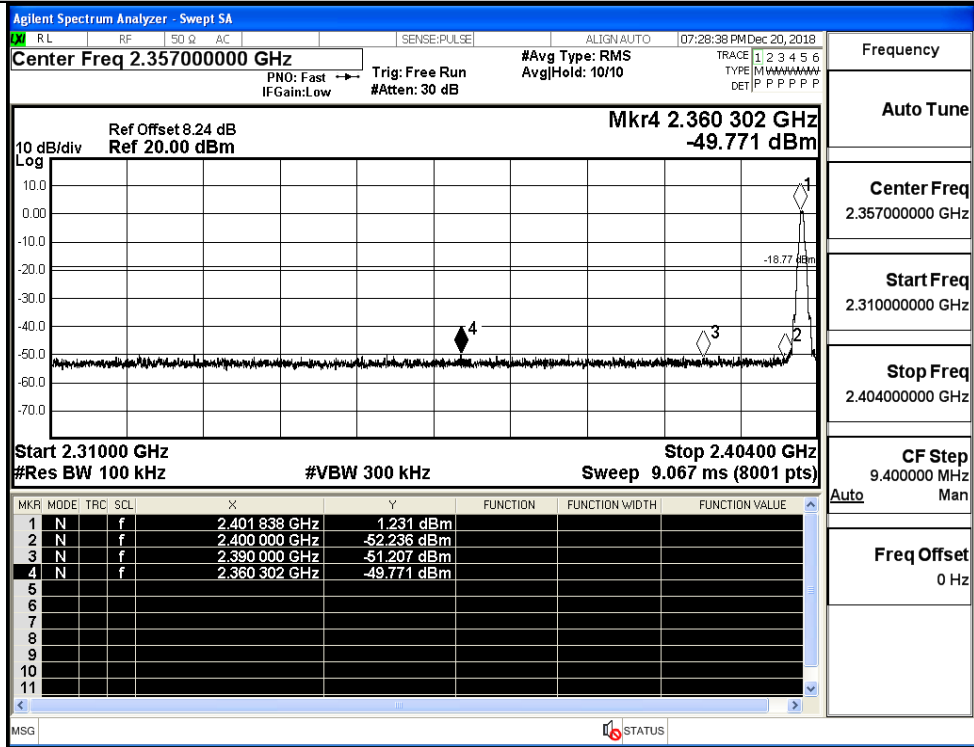 Agilent Spectrum Analyzer - Swept SA
LXI RL RF 50 Ω AC SENSE:PULSE ALIGN AUTO 07:28:38 PM Dec 20, 2018
Center Freq 2.357000000 GHz
PNO: Fast
IFGain:Low
Trig: Free Run
#Atten: 30 dB
#Avg Type: RMS
Avg|Hold: 10/10
TRACE 1 2 3 4 5 6
TYPE M WWWWW
DET P P P P P P
Mkr4 2.360 302 GHz
-49.771 dBm
Ref Offset 8.24 dB
10 dB/div Ref 20.00 dBm
Log
10.0
0.00
-10.0
-20.0
-30.0
-40.0
-50.0
-60.0
-70.0
1
-18.77 dBm
4
3
2
Start 2.31000 GHz Stop 2.40400 GHz
#Res BW 100 kHz #VBW 300 kHz Sweep 9.067 ms (8001 pts)
MKR MODE TRC SCL X Y FUNCTION FUNCTION WIDTH FUNCTION VALUE
1 N f 2.401 838 GHz 1.231 dBm
2 N f 2.400 000 GHz -52.236 dBm
3 N f 2.390 000 GHz -51.207 dBm
4 N f 2.360 302 GHz -49.771 dBm
5
6
7
8
9
10
11
MSG STATUS
Frequency
Auto Tune
Center Freq
2.357000000 GHz
Start Freq
2.310000000 GHz
Stop Freq
2.404000000 GHz
CF Step
9.400000 MHz
Auto Man
Freq Offset
0 Hz